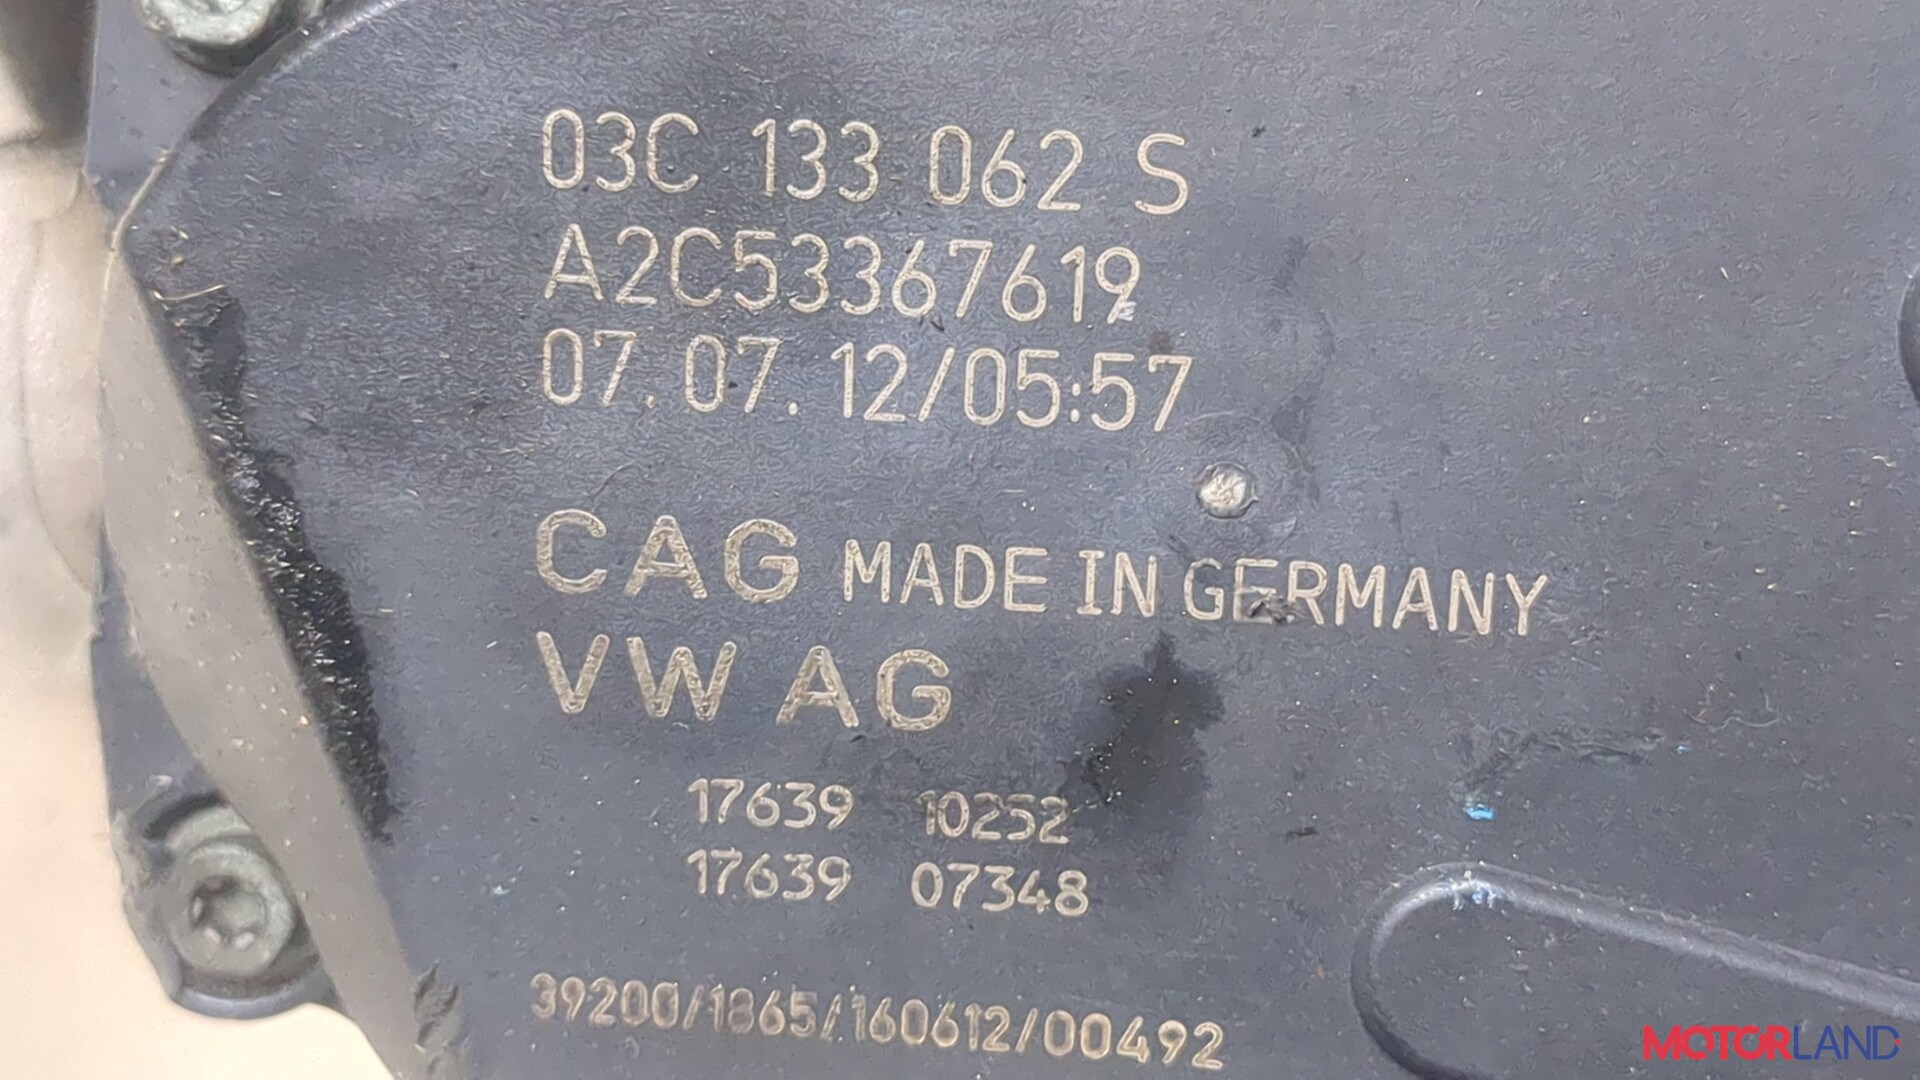 03C 133 062 S
A2C53367619
07.07.12/05:57
CAG MADE IN GERMANY
VW AG
17639 10252
17639 07348
39200/1865/160612/00492
MOTORLAND